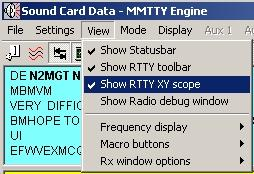 Sound Card Data - MMTTY Engine
File Settings View Mode Display Aux 1
Show Statusbar
Show RTTY toolbar
Show RTTY XY scope
Show Radio debug window
Frequency display
Macro buttons
Rx window options
DE N2MGT N
MBMVM
VERY DIFFIC
BMHOPE TO
UI
EFWVEXMCQ